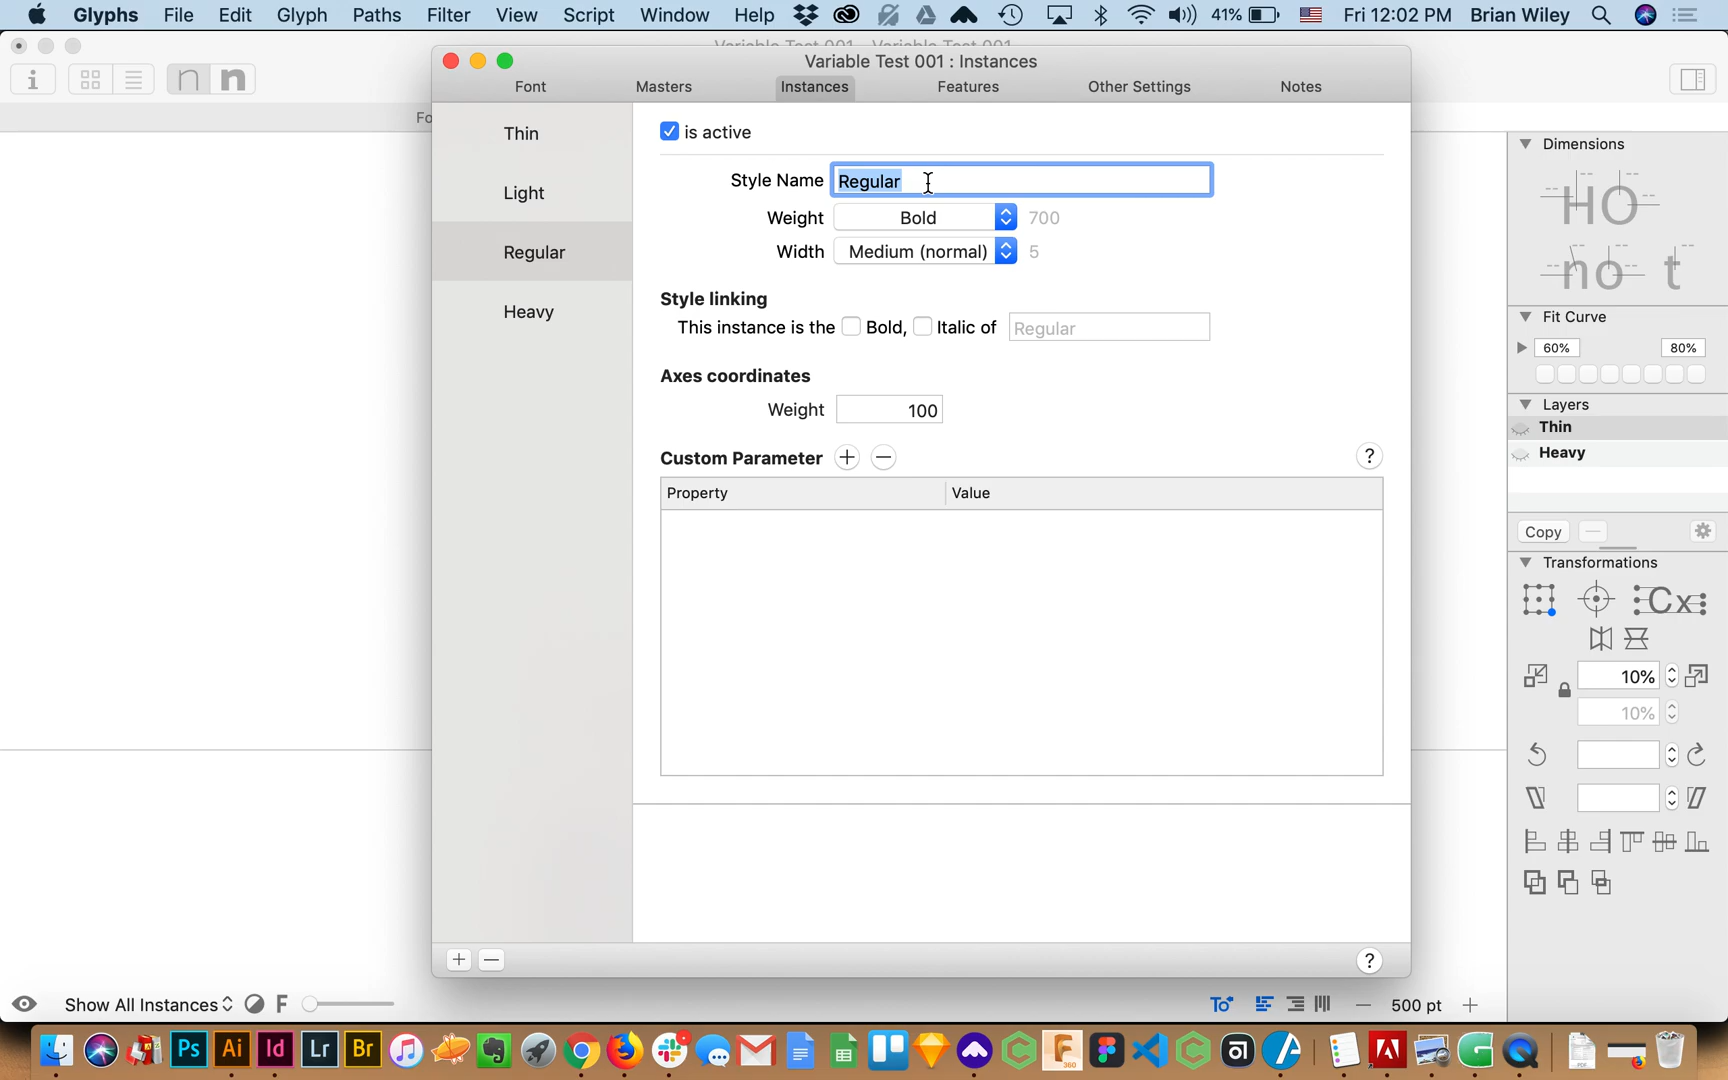 Glyphs File Edit Glyph Paths Filter View Script Window Help 41% Fri 12:02 PM Brian Wiley
Variable Test 001 : Instances
Font Masters Instances Features Other Settings Notes
Thin
Light
Regular
Heavy
is active
Style Name Regular
Weight Bold 700
Width Medium (normal) 5
Style linking
This instance is the Bold, Italic of Regular
Axes coordinates
Weight 100
Custom Parameter + − ?
Property Value
+ − ?
n n
Fo
Dimensions
HO
no t
Fit Curve
60% 80%
Layers
Thin
Heavy
Copy
Transformations
Cx
10%
10%
Show All Instances F
500 pt
Ps Ai Id Lr Br
360